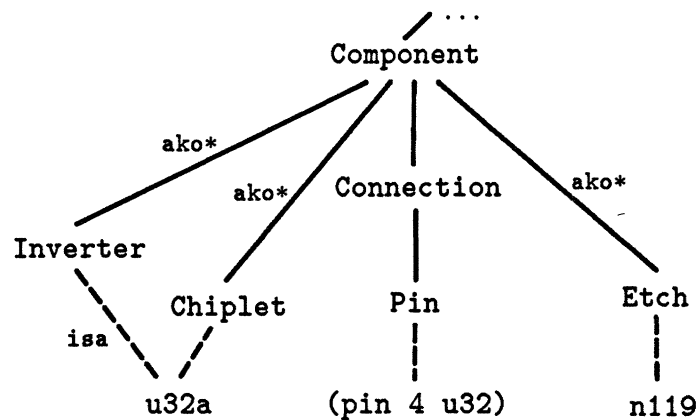 ...
Component
ako*
ako*
Connection
ako*
Inverter
Chiplet
Pin
Etch
isa
u32a
(pin 4 u32)
n119